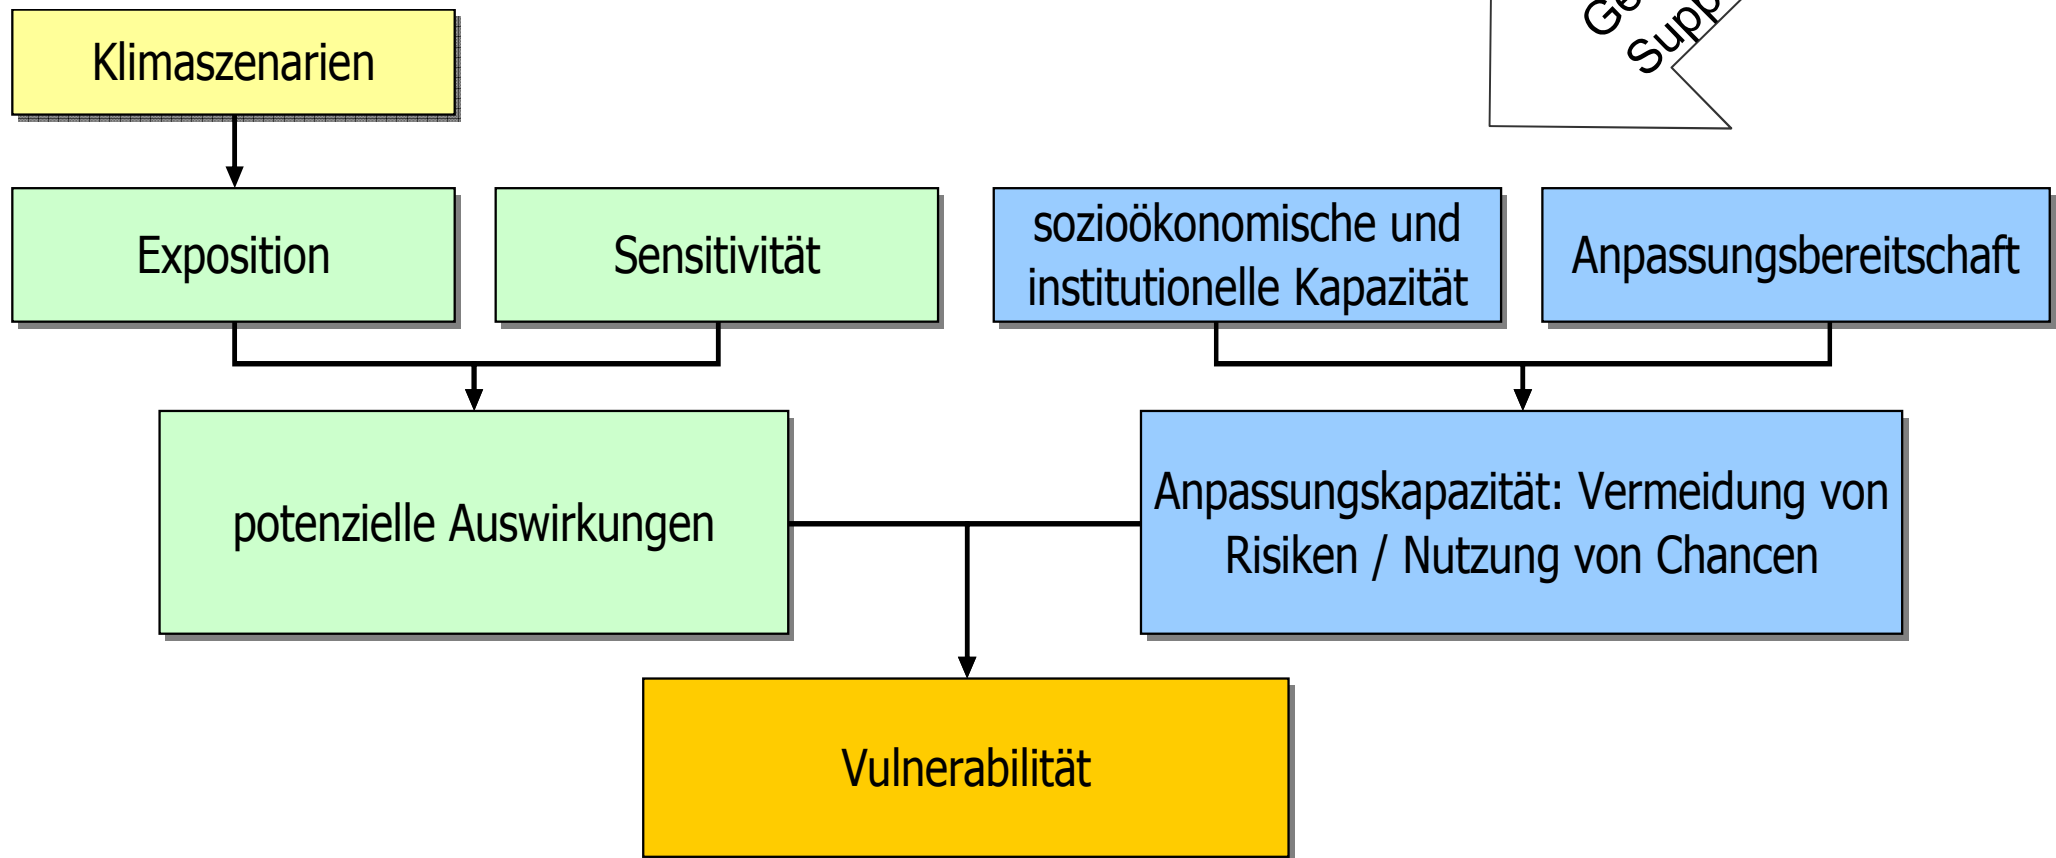 Klimaszenarien
Exposition
Sensitivität
sozioökonomische und
institutionelle Kapazität
Anpassungsbereitschaft
potenzielle Auswirkungen
Anpassungskapazität: Vermeidung von
Risiken / Nutzung von Chancen
Vulnerabilität